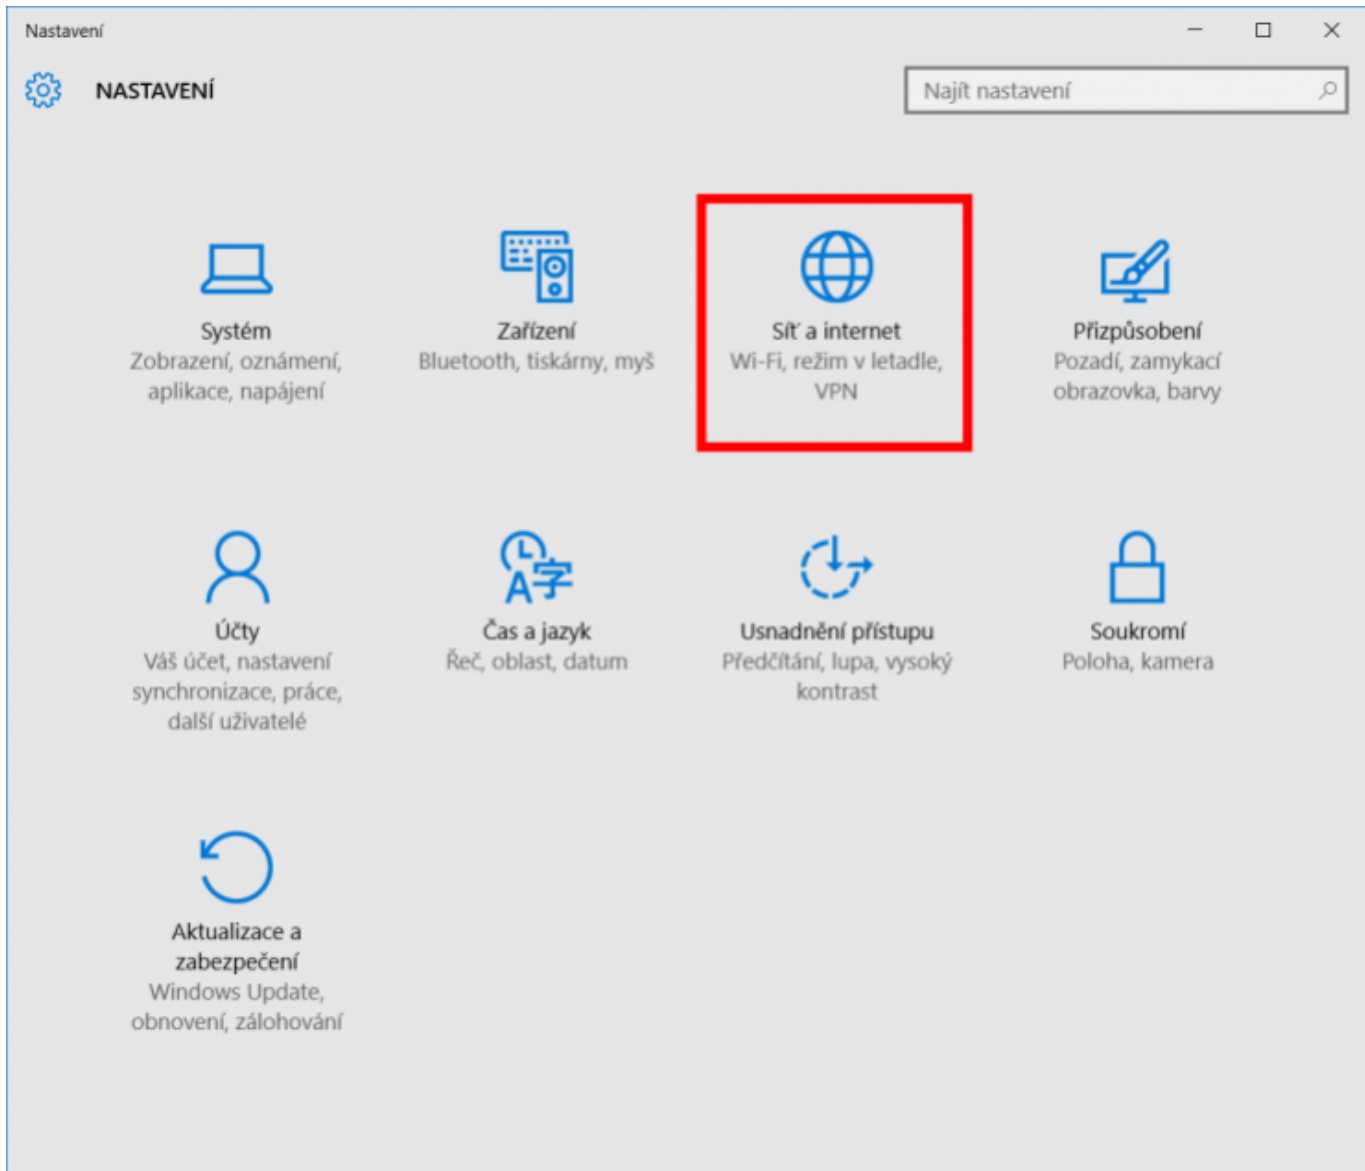 Nastavení
NASTAVENÍ
Najít nastavení
Systém
Zobrazení, oznámení,
aplikace, napájení
Zařízení
Bluetooth, tiskárny, myš
Síť a internet
Wi-Fi, režim v letadle,
VPN
Přizpůsobení
Pozadí, zamykací
obrazovka, barvy
Účty
Váš účet, nastavení
synchronizace, práce,
další uživatelé
Čas a jazyk
Řeč, oblast, datum
Usnadnění přístupu
Předčítání, lupa, vysoký
kontrast
Soukromí
Poloha, kamera
Aktualizace a
zabezpečení
Windows Update,
obnovení, zálohování